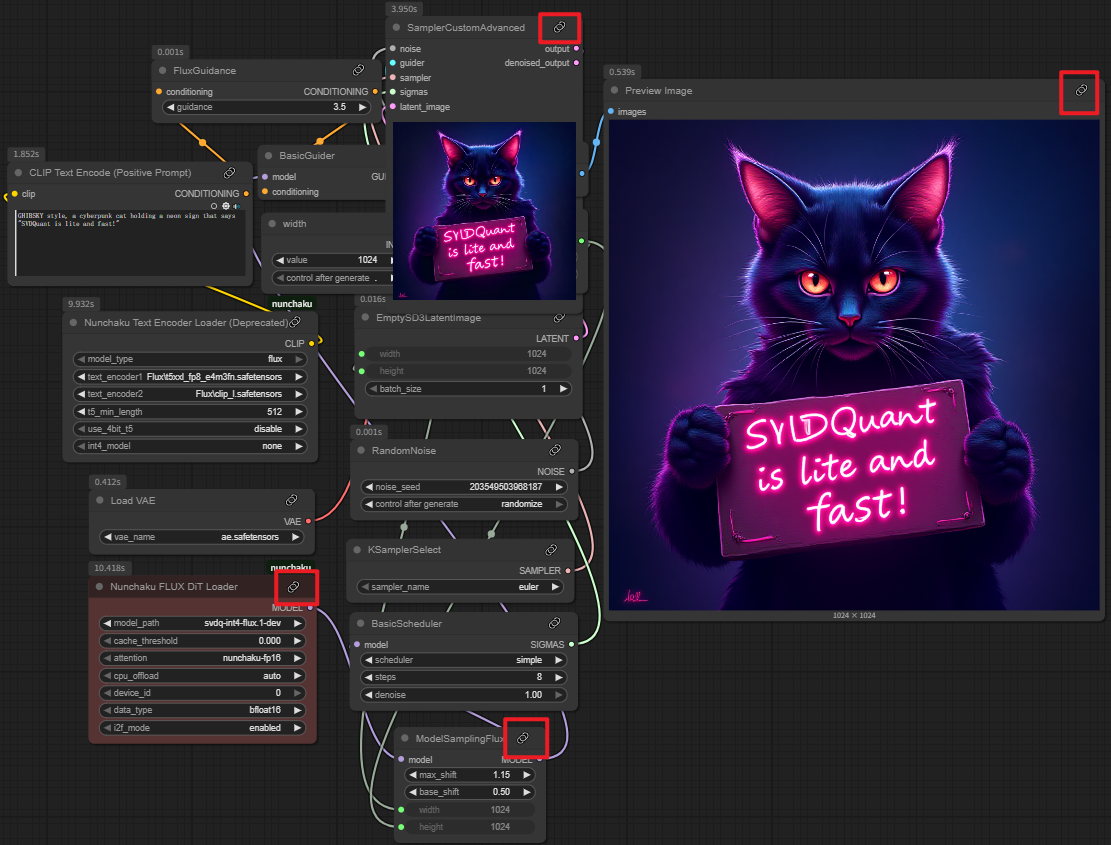 3.950s
SamplerCustomAdvanced
noise output
guider denoised_output
sampler
sigmas
latent_image
SYLDQuant
is lite and
fast!
0.001s
FluxGuidance
conditioning CONDITIONING
guidance 3.5
0.539s
Preview Image
images
SYLDQuant
is lite and
fast!
1024 × 1024
1.852s
CLIP Text Encode (Positive Prompt)
clip CONDITIONING
GHIBSKY style, a cyberpunk cat holding a neon sign that says
"SVDQuant is lite and fast!"
BasicGuider
model GUI
conditioning
width
IN
value 1024
control after generate .
nunchaku
9.932s
Nunchaku Text Encoder Loader (Deprecated)
CLIP
model_type flux
text_encoder1 Flux\t5xxl_fp8_e4m3fn.safetensors
text_encoder2 Flux\clip_l.safetensors
t5_min_length 512
use_4bit_t5 disable
int4_model none
0.016s
EmptySD3LatentImage
LATENT
width 1024
height 1024
batch_size 1
0.001s
RandomNoise
NOISE
noise_seed 203549503968187
control after generate randomize
0.412s
Load VAE
VAE
vae_name ae.safetensors
KSamplerSelect
SAMPLER
sampler_name euler
10.418s
nunchaku
Nunchaku FLUX DiT Loader
MODEL
model_path svdq-int4-flux.1-dev
cache_threshold 0.000
attention nunchaku-fp16
cpu_offload auto
device_id 0
data_type bfloat16
i2f_mode enabled
BasicScheduler
model SIGMAS
scheduler simple
steps 8
denoise 1.00
ModelSamplingFlux
model MODEL
max_shift 1.15
base_shift 0.50
width 1024
height 1024